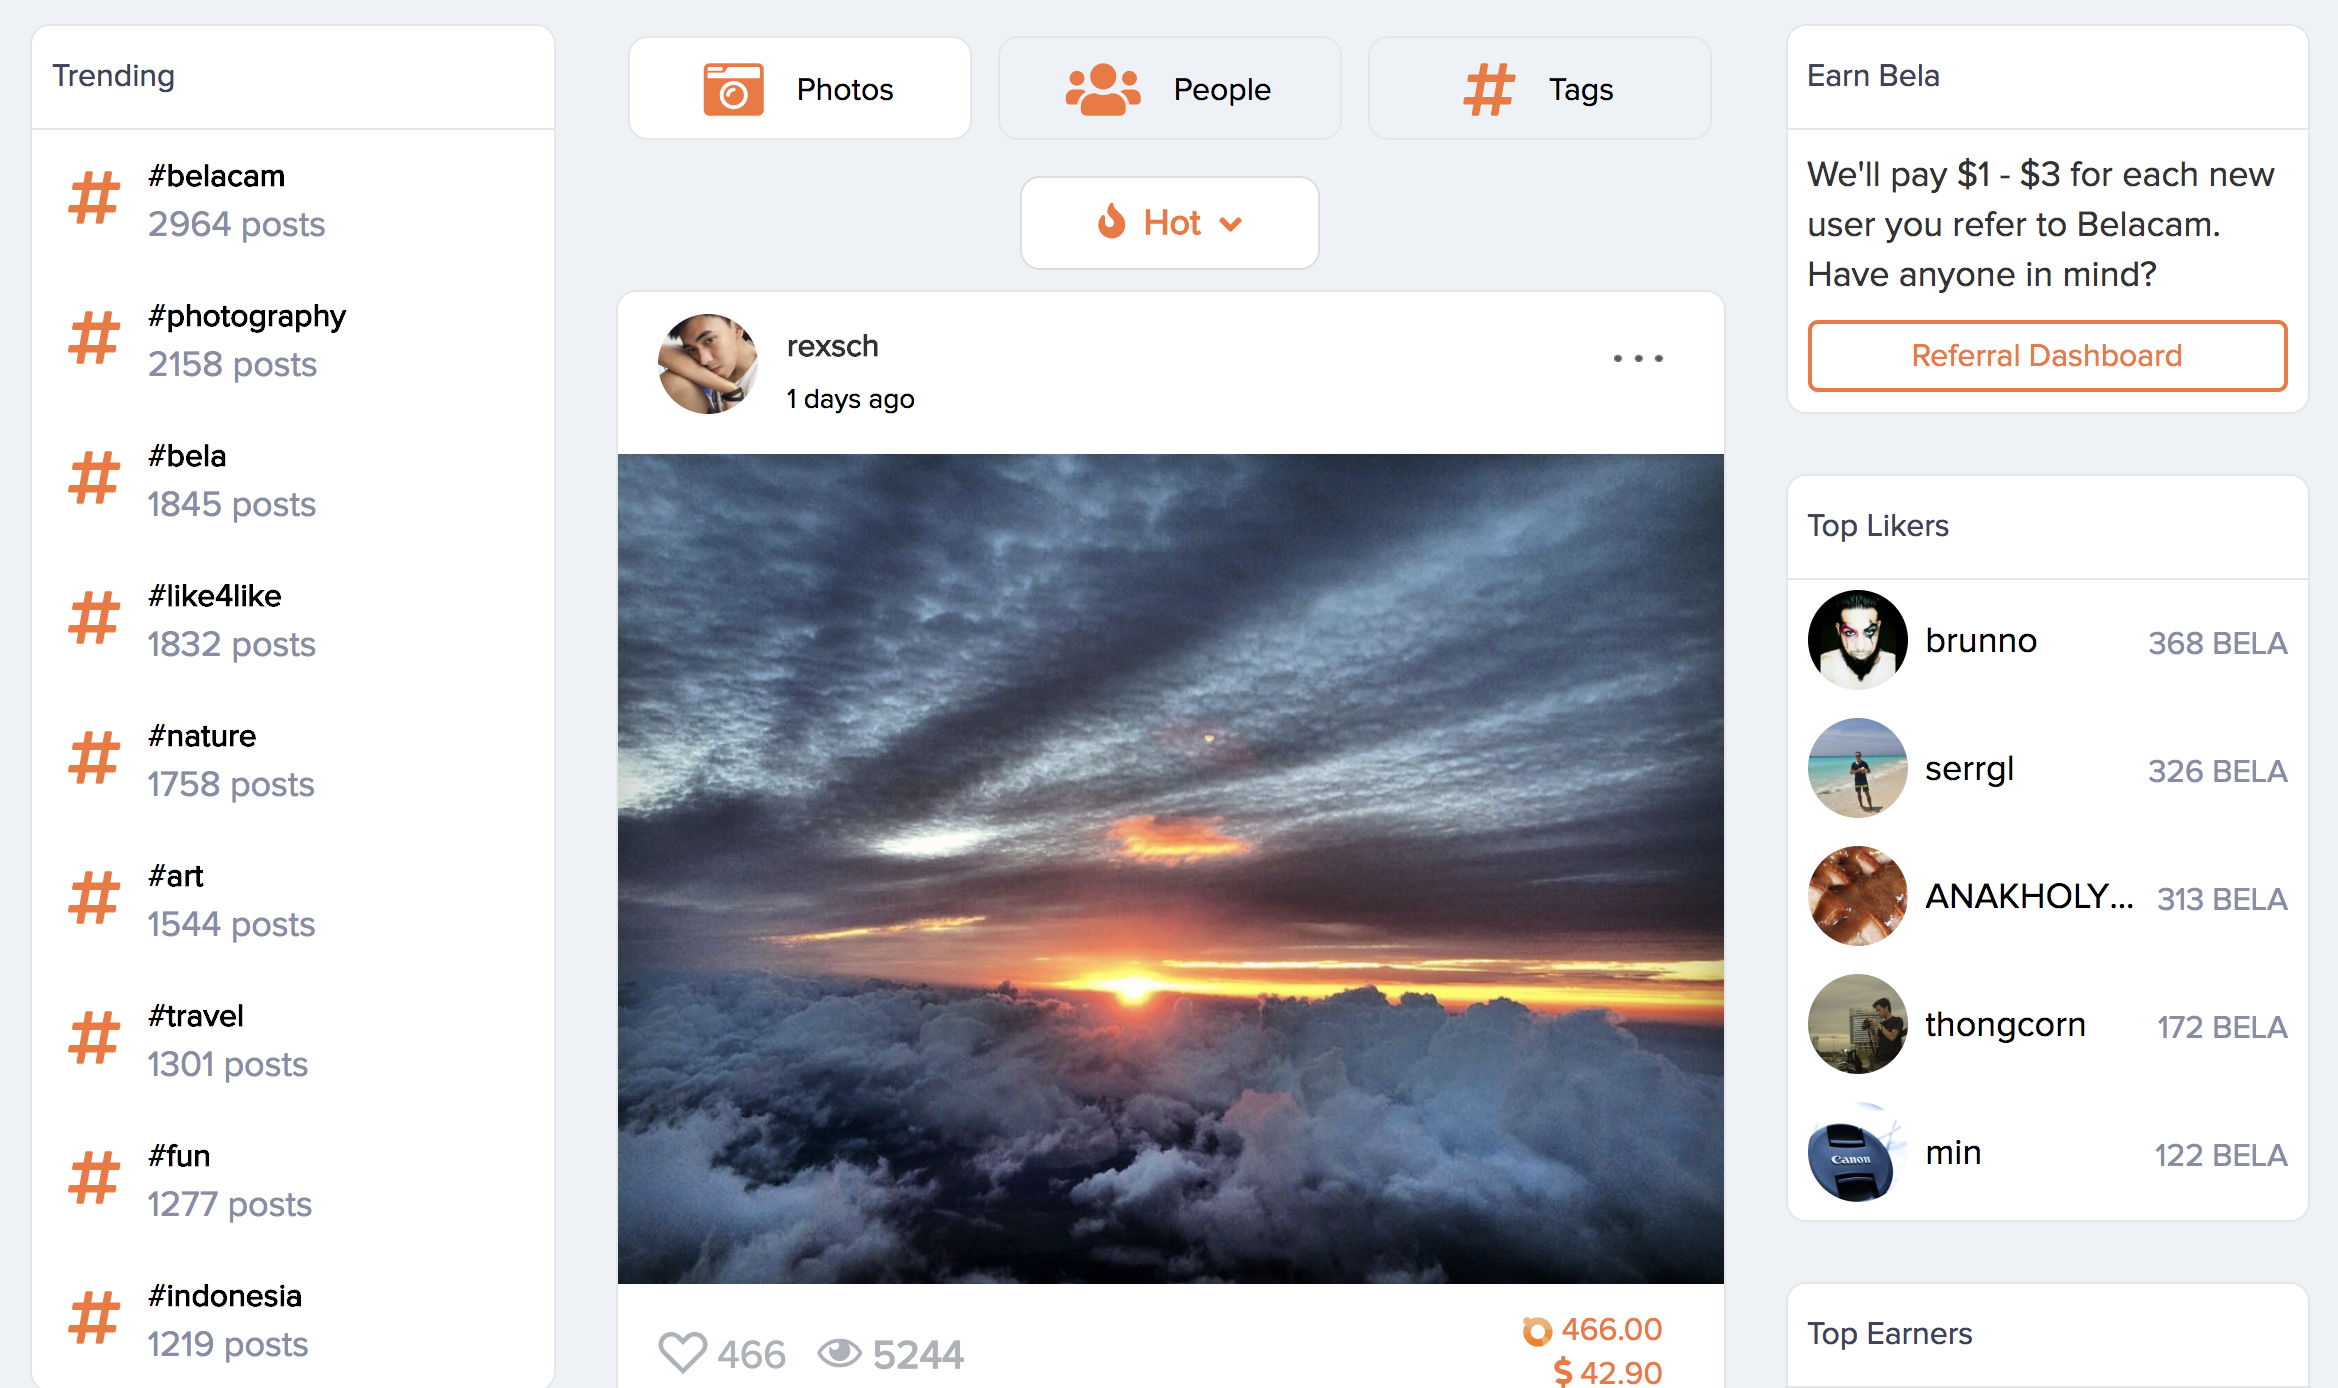 Trending
#belacam
2964 posts
#photography
2158 posts
#bela
1845 posts
#like4like
1832 posts
#nature
1758 posts
#art
1544 posts
#travel
1301 posts
#fun
1277 posts
#indonesia
1219 posts
Photos
People
Tags
Hot
rexsch
1 days ago
466
5244
466.00
$ 42.90
Earn Bela
We'll pay $1 - $3 for each new
user you refer to Belacam.
Have anyone in mind?
Referral Dashboard
Top Likers
brunno 368 BELA
serrgl 326 BELA
ANAKHOLY... 313 BELA
thongcorn 172 BELA
Canon
min 122 BELA
Top Earners